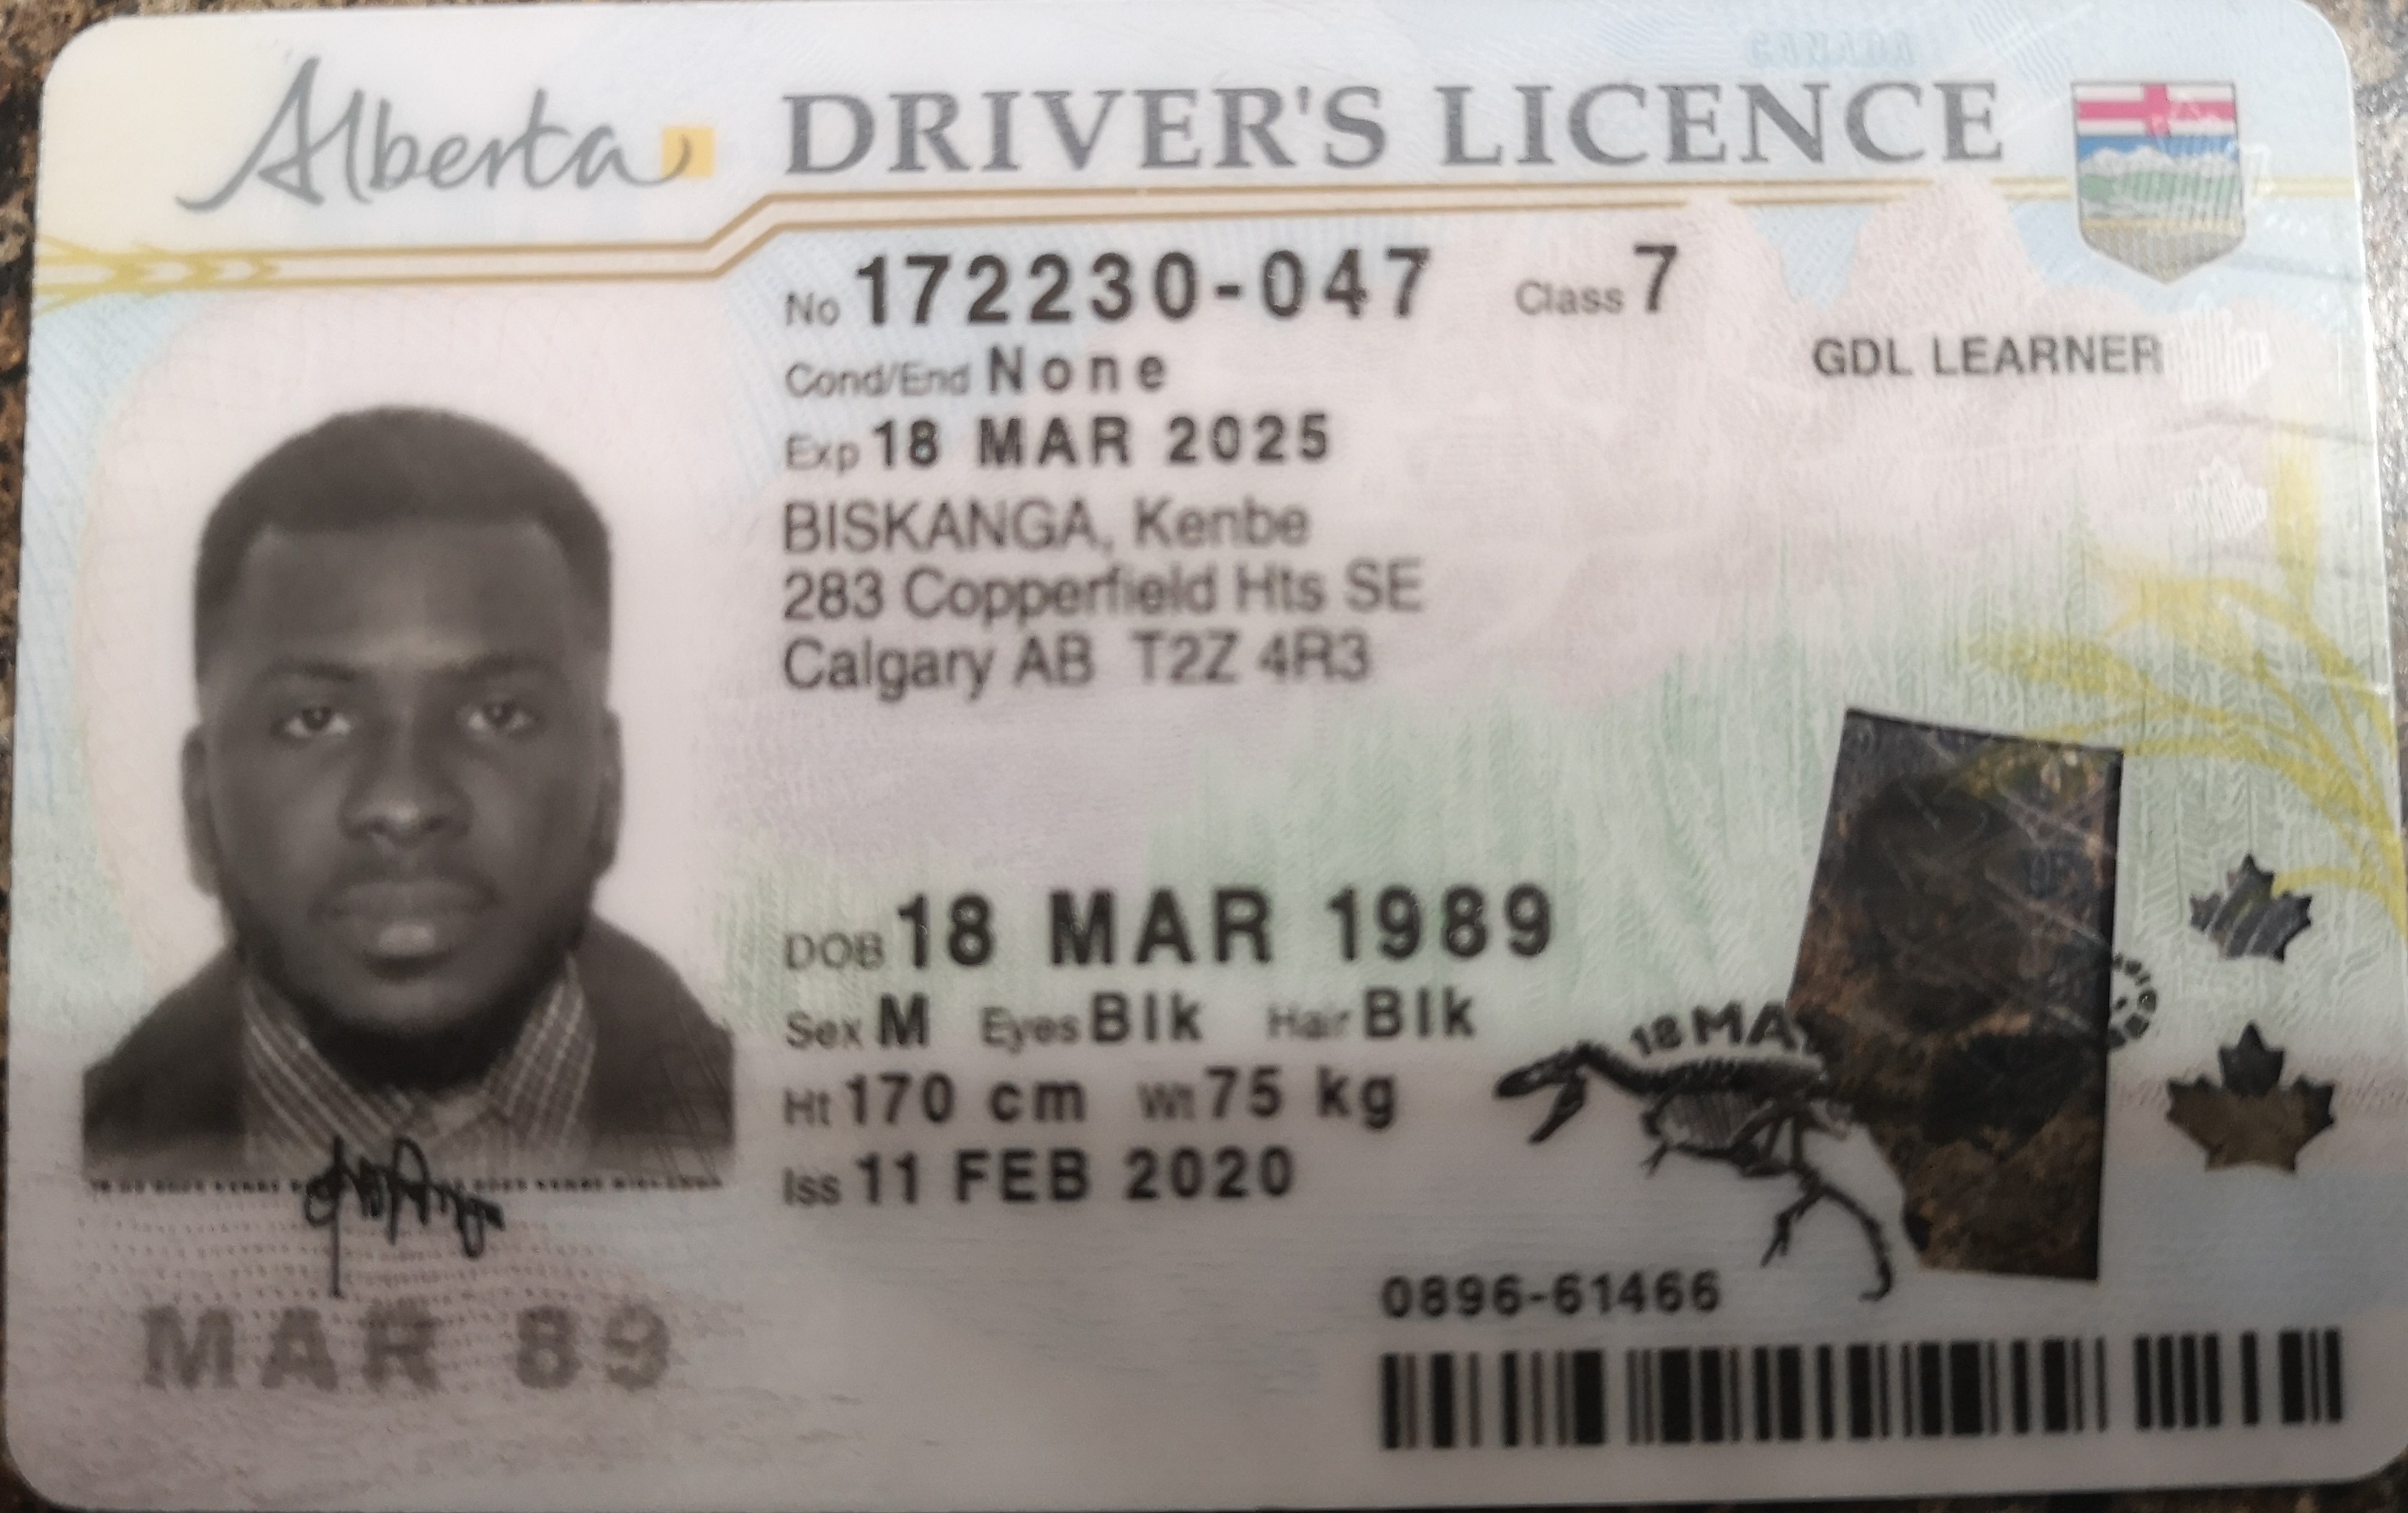 Alberta
DRIVER'S LICENCE
No 172230-047 Class 7
GDL LEARNER
Cond/End None
Exp 18 MAR 2025
BISKANGA, Kenbe
283 Copperfield Hts SE
Calgary AB T2Z 4R3
DOB 18 MAR 1989
Sex M Eyes Blk Hair Blk
18 MA
Ht 170 cm Wt 75 kg
Iss 11 FEB 2020
MAR 89
0896-61466